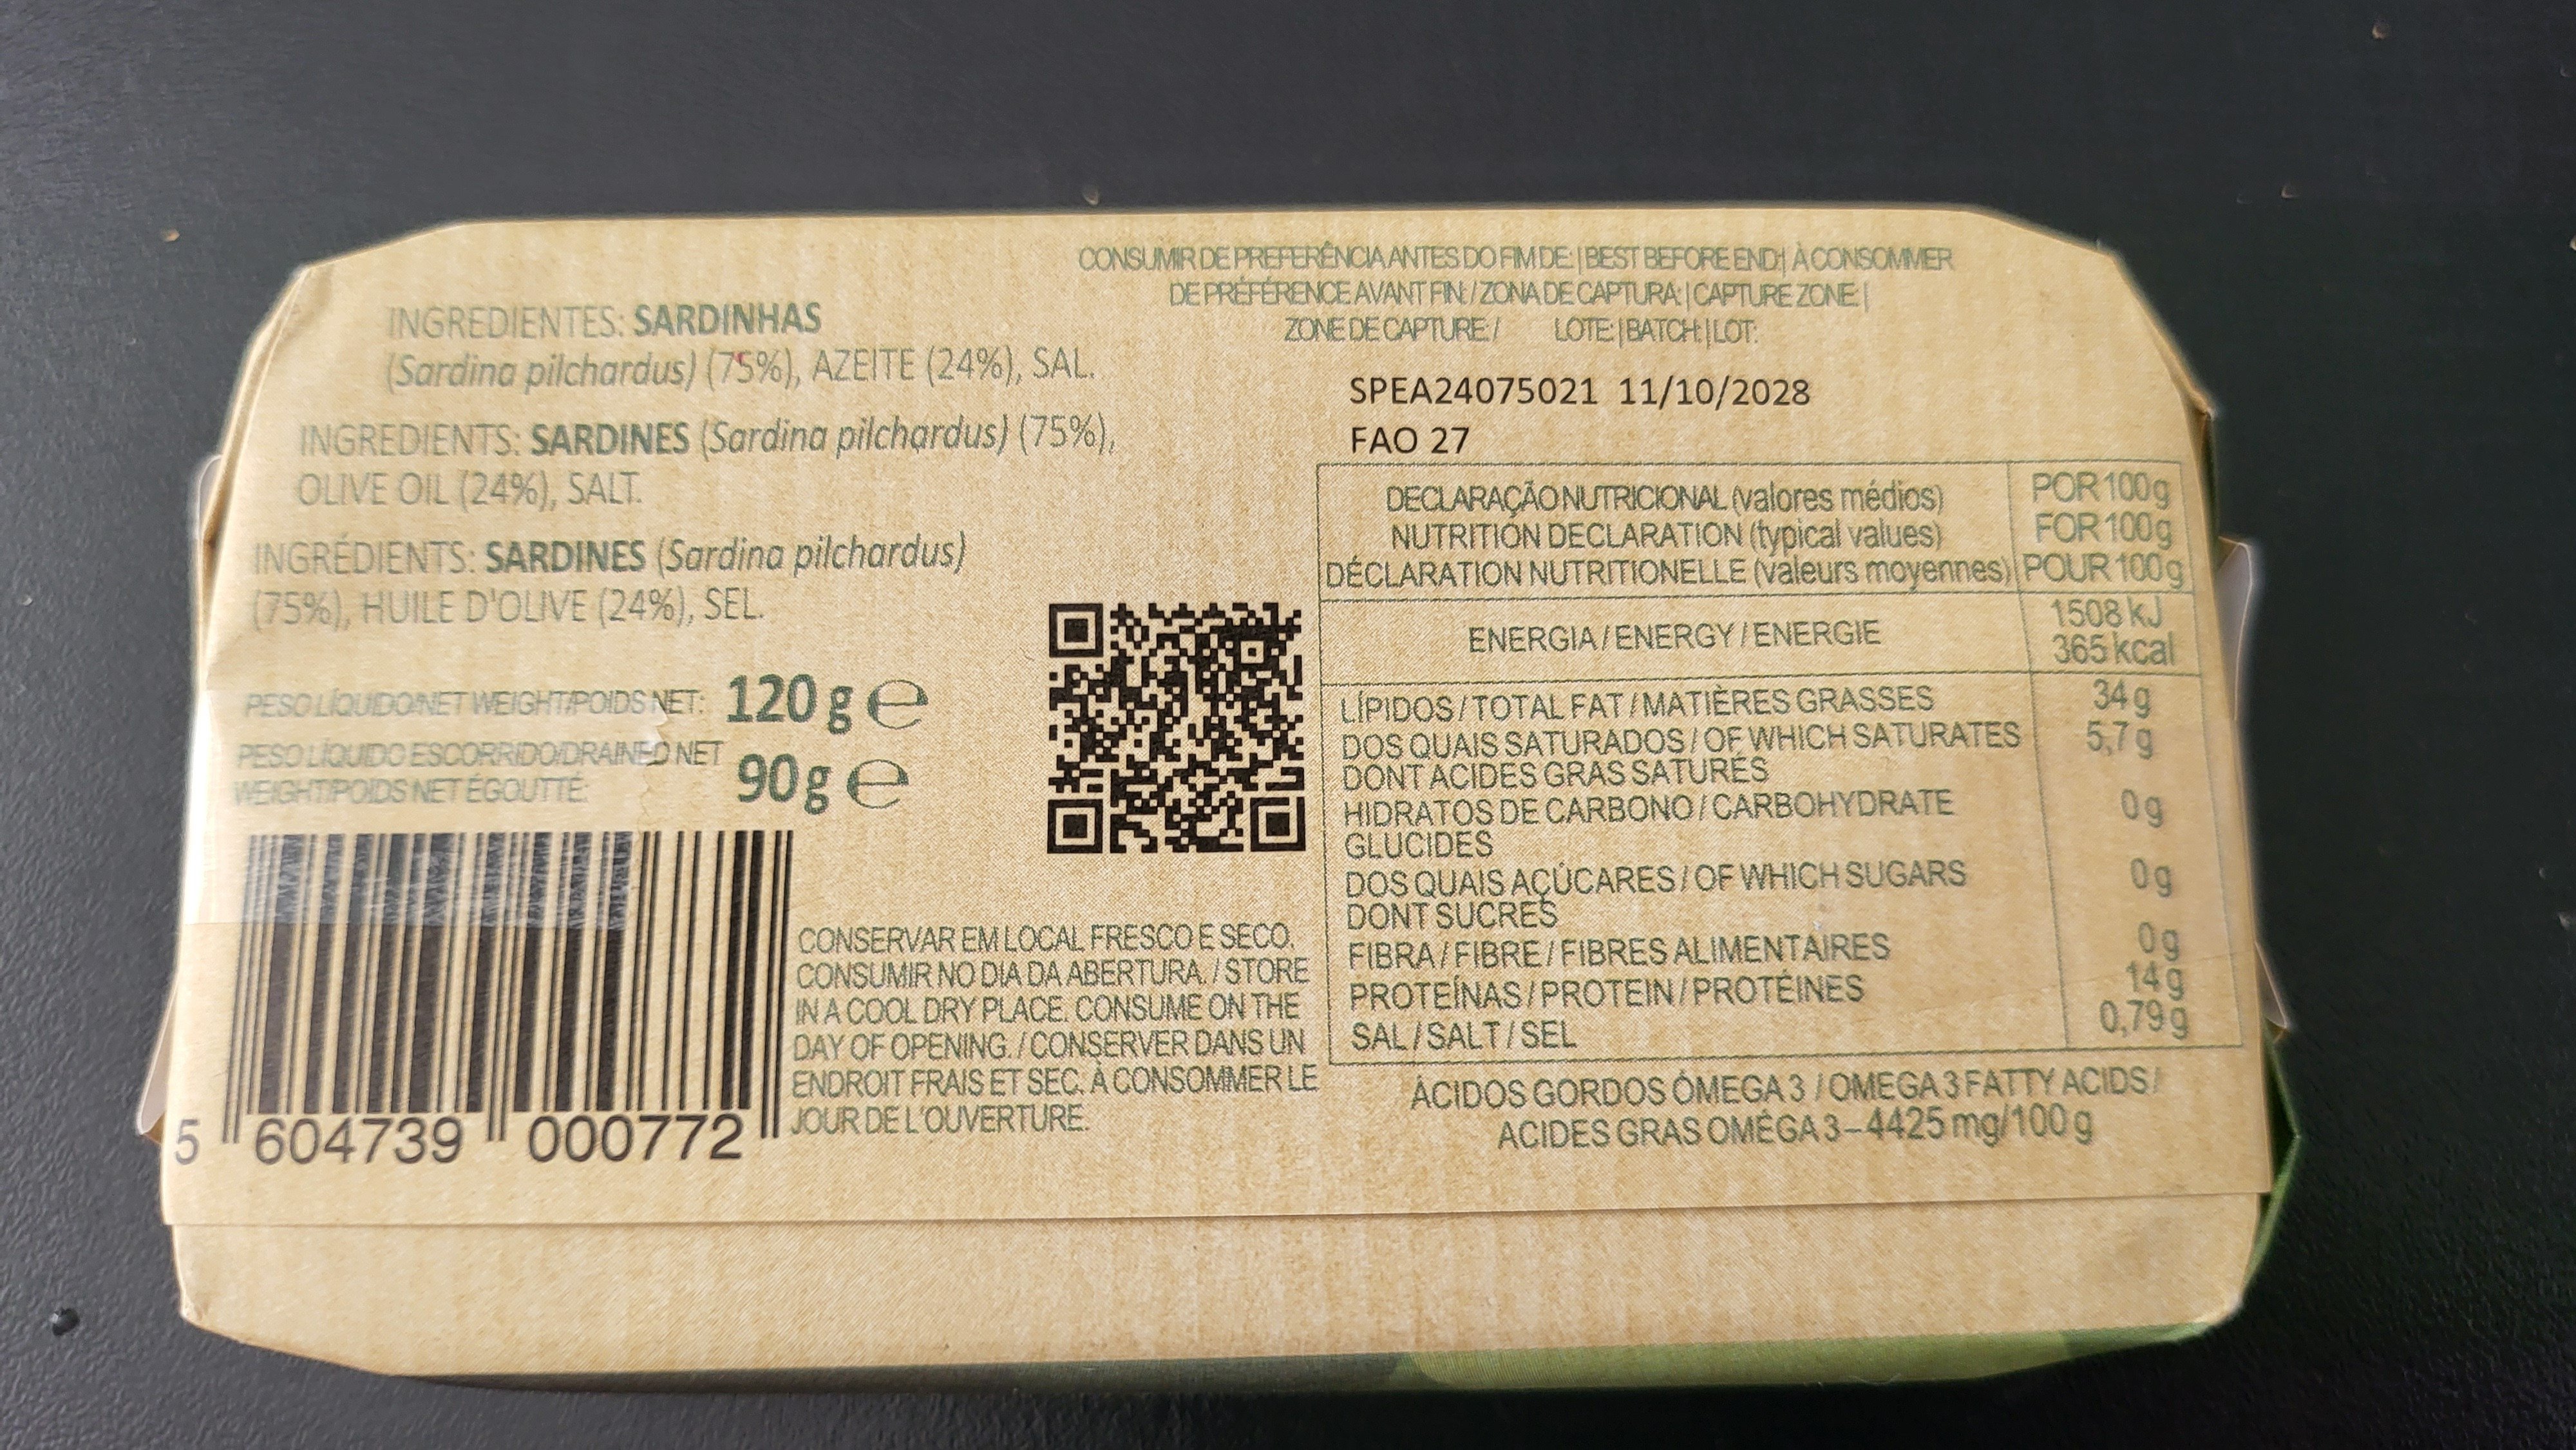 INGREDIENTES: SARDINHAS
(Sardina pilchardus) (75%), AZEITE (24%), SAL.
INGREDIENTS: SARDINES (Sardina pilchardus) (75%),
OLIVE OIL (24%), SALT.
INGRÉDIENTS: SARDINES (Sardina pilchardus)
(75%), HUILE D'OLIVE (24%), SEL.
PESO LÍQUIDO/NET WEIGHT/POIDS NET: 120 g ℮
PESO LÍQUIDO ESCORRIDO/DRAINED NET
WEIGHT/POIDS NET ÉGOUTTÉ: 90g ℮
5 604739 000772
CONSERVAR EM LOCAL FRESCO E SECO.
CONSUMIR NO DIA DA ABERTURA. / STORE
IN A COOL DRY PLACE. CONSUME ON THE
DAY OF OPENING. / CONSERVER DANS UN
ENDROIT FRAIS ET SEC. À CONSOMMER LE
JOUR DE L'OUVERTURE.
CONSUMIR DE PREFERÊNCIA ANTES DO FIM DE: | BEST BEFORE END: | À CONSOMMER
DE PRÉFÉRENCE AVANT FIN: / ZONA DE CAPTURA: | CAPTURE ZONE: |
ZONE DE CAPTURE: / LOTE: | BATCH: | LOT:
SPEA24075021 11/10/2028
FAO 27
DECLARAÇÃO NUTRICIONAL (valores médios) POR 100g
NUTRITION DECLARATION (typical values) FOR 100g
DÉCLARATION NUTRITIONELLE (valeurs moyennes) POUR 100g
ENERGIA / ENERGY / ENERGIE 1508 kJ
365 kcal
LÍPIDOS / TOTAL FAT / MATIÈRES GRASSES 34 g
DOS QUAIS SATURADOS / OF WHICH SATURATES 5,7 g
DONT ACIDES GRAS SATURÉS
HIDRATOS DE CARBONO / CARBOHYDRATE 0 g
GLUCIDES
DOS QUAIS AÇÚCARES / OF WHICH SUGARS 0 g
DONT SUCRES
FIBRA / FIBRE / FIBRES ALIMENTAIRES 0 g
PROTEÍNAS / PROTEIN / PROTÉINES 14 g
SAL / SALT / SEL 0,79 g
ÁCIDOS GORDOS ÓMEGA 3 / OMEGA 3 FATTY ACIDS /
ACIDES GRAS OMÉGA 3 – 4425 mg/100 g